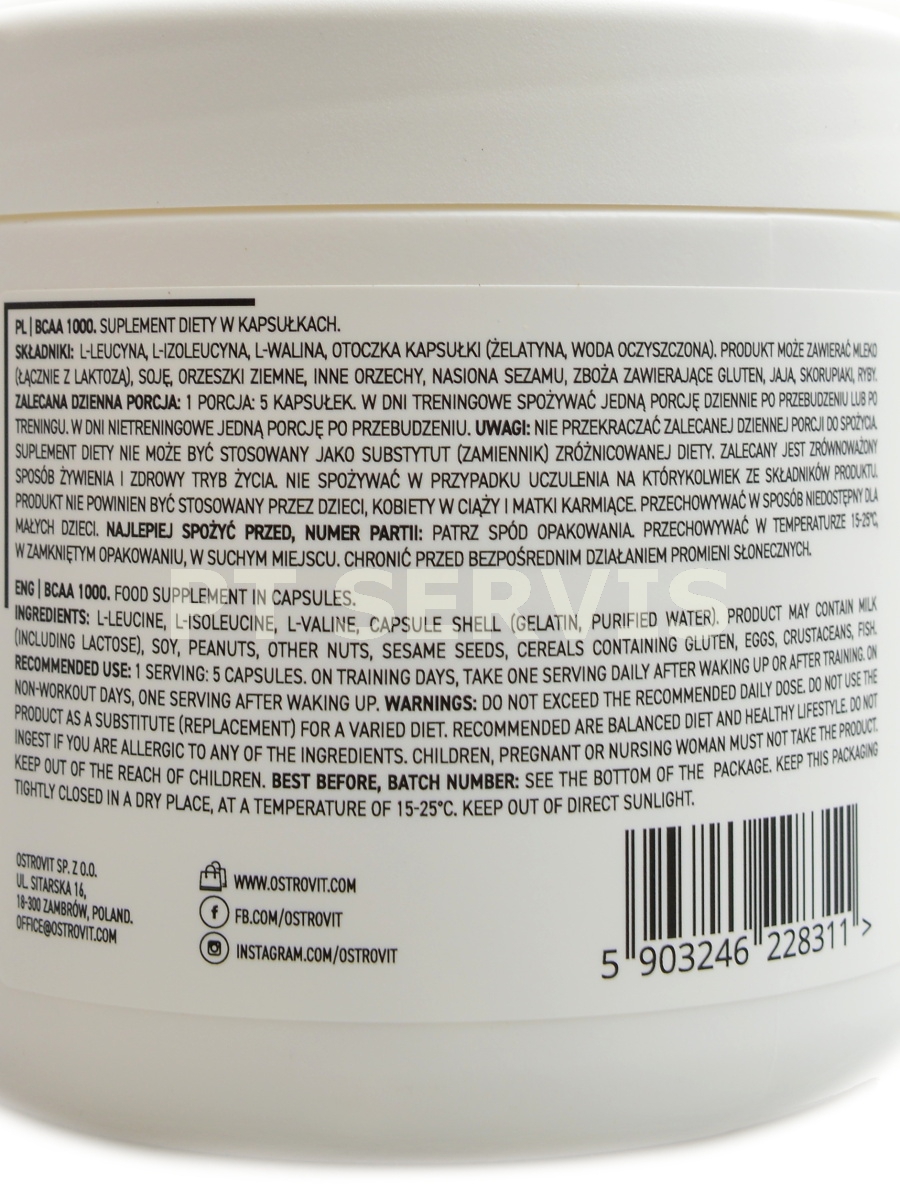 PL | BCAA 1000. SUPLEMENT DIETY W KAPSUŁKACH.
SKŁADNIKI: L-LEUCYNA, L-IZOLEUCYNA, L-WALINA, OTOCZKA KAPSUŁKI (ŻELATYNA, WODA OCZYSZCZONA). PRODUKT MOŻE ZAWIERAĆ MLEKO
(ŁĄCZNIE Z LAKTOZĄ), SOJĘ, ORZESZKI ZIEMNE, INNE ORZECHY, NASIONA SEZAMU, ZBOŻA ZAWIERAJĄCE GLUTEN, JAJA, SKORUPIAKI, RYBY.
ZALECANA DZIENNA PORCJA: 1 PORCJA: 5 KAPSUŁEK. W DNI TRENINGOWE SPOŻYWAĆ JEDNĄ PORCJĘ DZIENNIE PO PRZEBUDZENIU LUB PO
TRENINGU. W DNI NIETRENINGOWE JEDNĄ PORCJĘ PO PRZEBUDZENIU. UWAGI: NIE PRZEKRACZAĆ ZALECANEJ DZIENNEJ PORCJI DO SPOŻYCIA.
SUPLEMENT DIETY NIE MOŻE BYĆ STOSOWANY JAKO SUBSTYTUT (ZAMIENNIK) ZRÓŻNICOWANEJ DIETY. ZALECANY JEST ZRÓWNOWAŻONY
SPOSÓB ŻYWIENIA I ZDROWY TRYB ŻYCIA. NIE SPOŻYWAĆ W PRZYPADKU UCZULENIA NA KTÓRYKOLWIEK ZE SKŁADNIKÓW PRODUKTU.
PRODUKT NIE POWINIEN BYĆ STOSOWANY PRZEZ DZIECI, KOBIETY W CIĄŻY I MATKI KARMIĄCE. PRZECHOWYWAĆ W SPOSÓB NIEDOSTĘPNY DLA
MAŁYCH DZIECI. NAJLEPIEJ SPOŻYĆ PRZED, NUMER PARTII: PATRZ SPÓD OPAKOWANIA. PRZECHOWYWAĆ W TEMPERATURZE 15-25°C,
W ZAMKNIĘTYM OPAKOWANIU, W SUCHYM MIEJSCU. CHRONIĆ PRZED BEZPOŚREDNIM DZIAŁANIEM PROMIENI SŁONECZNYCH.
PT SERVIS
ENG | BCAA 1000. FOOD SUPPLEMENT IN CAPSULES.
INGREDIENTS: L-LEUCINE, L-ISOLEUCINE, L-VALINE, CAPSULE SHELL (GELATIN, PURIFIED WATER). PRODUCT MAY CONTAIN MILK
(INCLUDING LACTOSE), SOY, PEANUTS, OTHER NUTS, SESAME SEEDS, CEREALS CONTAINING GLUTEN, EGGS, CRUSTACEANS, FISH.
RECOMMENDED USE: 1 SERVING: 5 CAPSULES. ON TRAINING DAYS, TAKE ONE SERVING DAILY AFTER WAKING UP OR AFTER TRAINING. ON
NON-WORKOUT DAYS, ONE SERVING AFTER WAKING UP. WARNINGS: DO NOT EXCEED THE RECOMMENDED DAILY DOSE. DO NOT USE THE
PRODUCT AS A SUBSTITUTE (REPLACEMENT) FOR A VARIED DIET. RECOMMENDED ARE BALANCED DIET AND HEALTHY LIFESTYLE. DO NOT
INGEST IF YOU ARE ALLERGIC TO ANY OF THE INGREDIENTS. CHILDREN, PREGNANT OR NURSING WOMAN MUST NOT TAKE THE PRODUCT.
KEEP OUT OF THE REACH OF CHILDREN. BEST BEFORE, BATCH NUMBER: SEE THE BOTTOM OF THE PACKAGE. KEEP THIS PACKAGING
TIGHTLY CLOSED IN A DRY PLACE, AT A TEMPERATURE OF 15-25°C. KEEP OUT OF DIRECT SUNLIGHT.
OSTROVIT SP. Z O.O.
UL. SITARSKA 16,
18-300 ZAMBRÓW, POLAND.
OFFICE@OSTROVIT.COM
WWW.OSTROVIT.COM
FB.COM/OSTROVIT
INSTAGRAM.COM/OSTROVIT
5 903246 228311 >